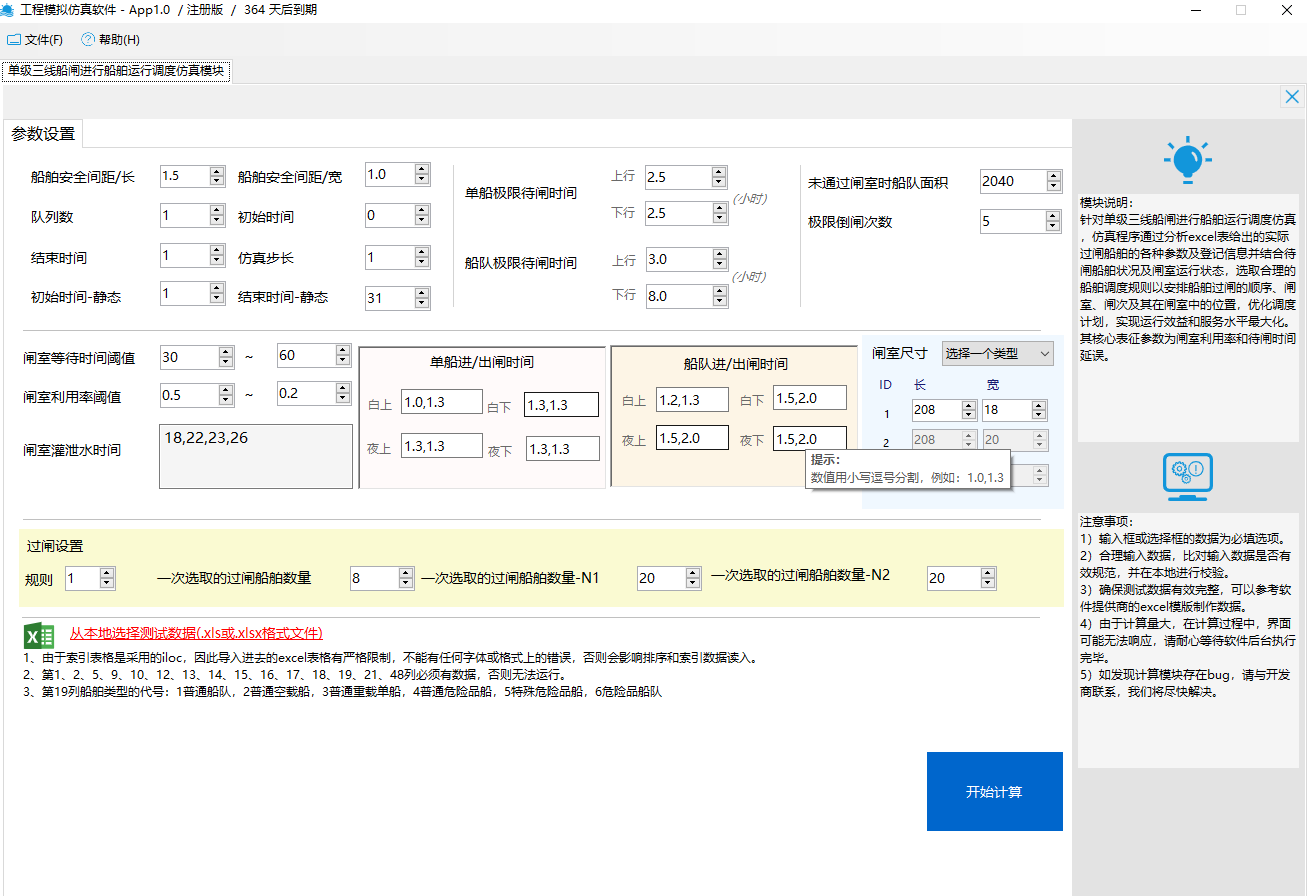 工程模拟仿真软件 - App1.0 / 注册版 / 364 天后到期
文件(F) 帮助(H)
单级三线船闸进行船舶运行调度仿真模块
参数设置
船舶安全间距/长 1.5 船舶安全间距/宽 1.0
队列数 1 初始时间 0
结束时间 1 仿真步长 1
初始时间-静态 1 结束时间-静态 31
单船极限待闸时间 上行 2.5 (小时)
下行 2.5
船队极限待闸时间 上行 3.0 (小时)
下行 8.0
未通过闸室时船队面积 2040
极限倒闸次数 5
闸室等待时间阈值 30 ~ 60
闸室利用率阈值 0.5 ~ 0.2
闸室灌泄水时间 18,22,23,26
单船进/出闸时间
白上 1.0,1.3 白下 1.3,1.3
夜上 1.3,1.3 夜下 1.3,1.3
船队进/出闸时间
白上 1.2,1.3 白下 1.5,2.0
夜上 1.5,2.0 夜下 1.5,2.0
闸室尺寸 选择一个类型
ID 长 宽
1 208 18
2 208 20
提示:
数值用小写逗号分割，例如：1.0,1.3
过闸设置
规则 1 一次选取的过闸船舶数量 8 一次选取的过闸船舶数量-N1 20 一次选取的过闸船舶数量-N2 20
从本地选择测试数据(.xls或.xlsx格式文件)
1、由于索引表格是采用的iloc，因此导入进去的excel表格有严格限制，不能有任何字体或格式上的错误，否则会影响排序和索引数据读入。
2、第1、2、5、9、10、12、13、14、15、16、17、18、19、21、48列必须有数据，否则无法运行。
3、第19列船舶类型的代号：1普通船队，2普通空载船，3普通重载单船，4普通危险品船，5特殊危险品船，6危险品船队
开始计算
模块说明：
针对单级三线船闸进行船舶运行调度仿真
，仿真程序通过分析excel表给出的实际
过闸船舶的各种参数及登记信息并结合待
闸船舶状况及闸室运行状态，选取合理的
船舶调度规则以安排船舶过闸的顺序、闸
室、闸次及其在闸室中的位置，优化调度
计划，实现运行效益和服务水平最大化。
其核心表征参数为闸室利用率和待闸时间
延误。
注意事项：
1）输入框或选择框的数据为必填选项。
2）合理输入数据，比对输入数据是否有
效规范，并在本地进行校验。
3）确保测试数据有效完整，可以参考软
件提供商的excel模版制作数据。
4）由于计算量大，在计算过程中，界面
可能无法响应，请耐心等待软件后台执行
完毕。
5）如发现计算模块存在bug，请与开发
商联系，我们将尽快解决。